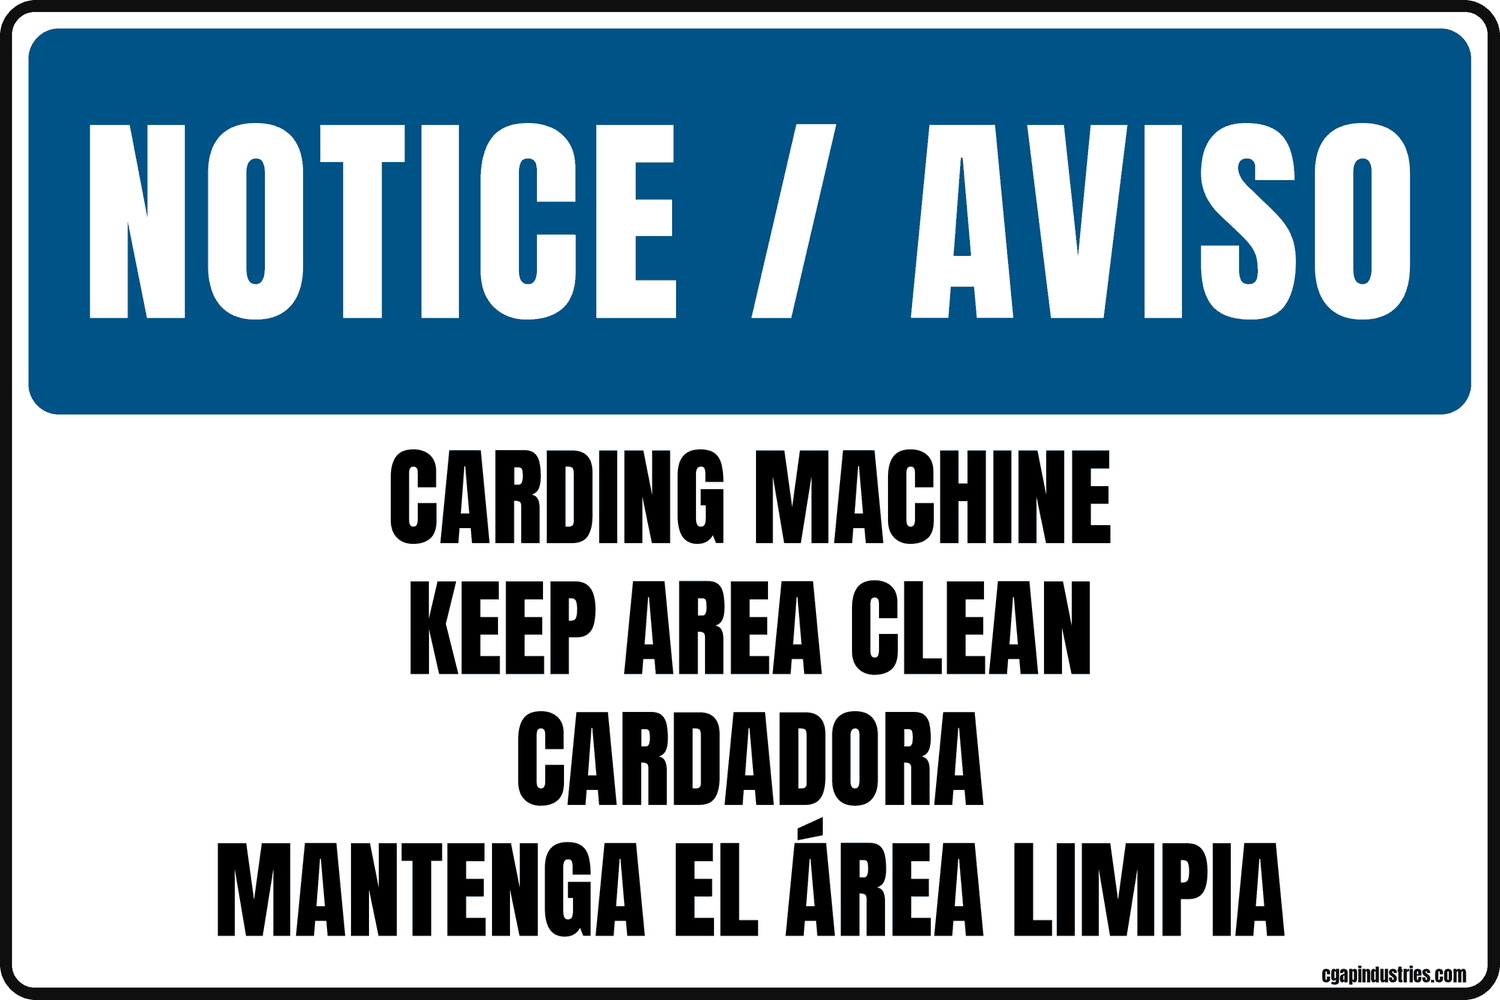 NOTICE / AVISO
CARDING MACHINE
KEEP AREA CLEAN
CARDADORA
MANTENGA EL ÁREA LIMPIA
cgapindustries.com